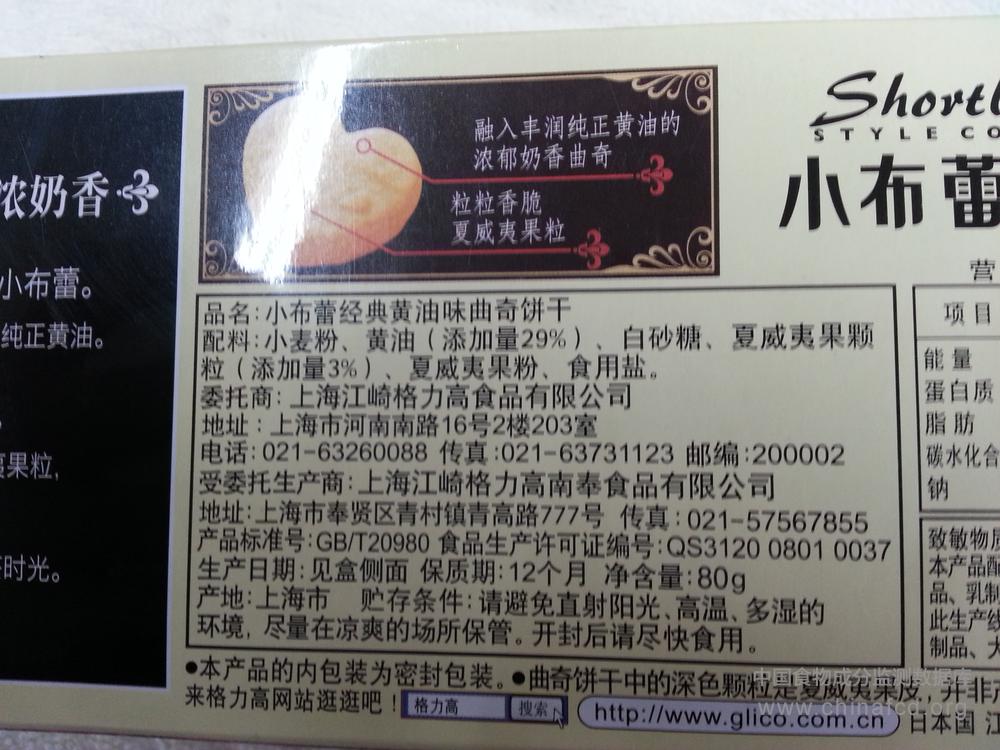 浓奶香
小布蕾。
纯正黄油。
果粒,
时光。
融入丰润纯正黄油的
浓郁奶香曲奇
粒粒香脆
夏威夷果粒
品名:小布蕾经典黄油味曲奇饼干
配料:小麦粉、黄油（添加量29%）、白砂糖、夏威夷果颗
粒（添加量3%）、夏威夷果粉、食用盐。
委托商:上海江崎格力高食品有限公司
地址:上海市河南南路16号2楼203室
电话:021-63260088 传真:021-63731123 邮编:200002
受委托生产商:上海江崎格力高南奉食品有限公司
地址:上海市奉贤区青村镇青高路777号 传真:021-57567855
产品标准号:GB/T20980 食品生产许可证编号:QS3120 0801 0037
生产日期:见盒侧面 保质期:12个月 净含量:80g
产地:上海市 贮存条件:请避免直射阳光、高温、多湿的
环境,尽量在凉爽的场所保管。开封后请尽快食用。
●本产品的内包装为密封包装。●曲奇饼干中的深色颗粒是夏威夷果皮,并非
来格力高网站逛逛吧！ 格力高 搜索 http://www.glico.com.cn 日本国 江
Short
STYLE CO
小布蕾
营
项目
能量
蛋白质
脂肪
碳水化合
钠
致敏物质
本产品配
品、乳制
此生产线
制品、大
中国食物成分监测数据库
www.chinafcd.org